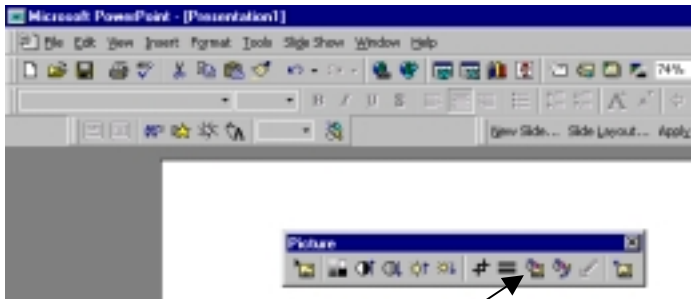 Microsoft PowerPoint - [Presentation1]
File Edit View Insert Format Tools Slide Show Window Help
74%
B I U S
New Slide... Slide Layout... Apply
Picture